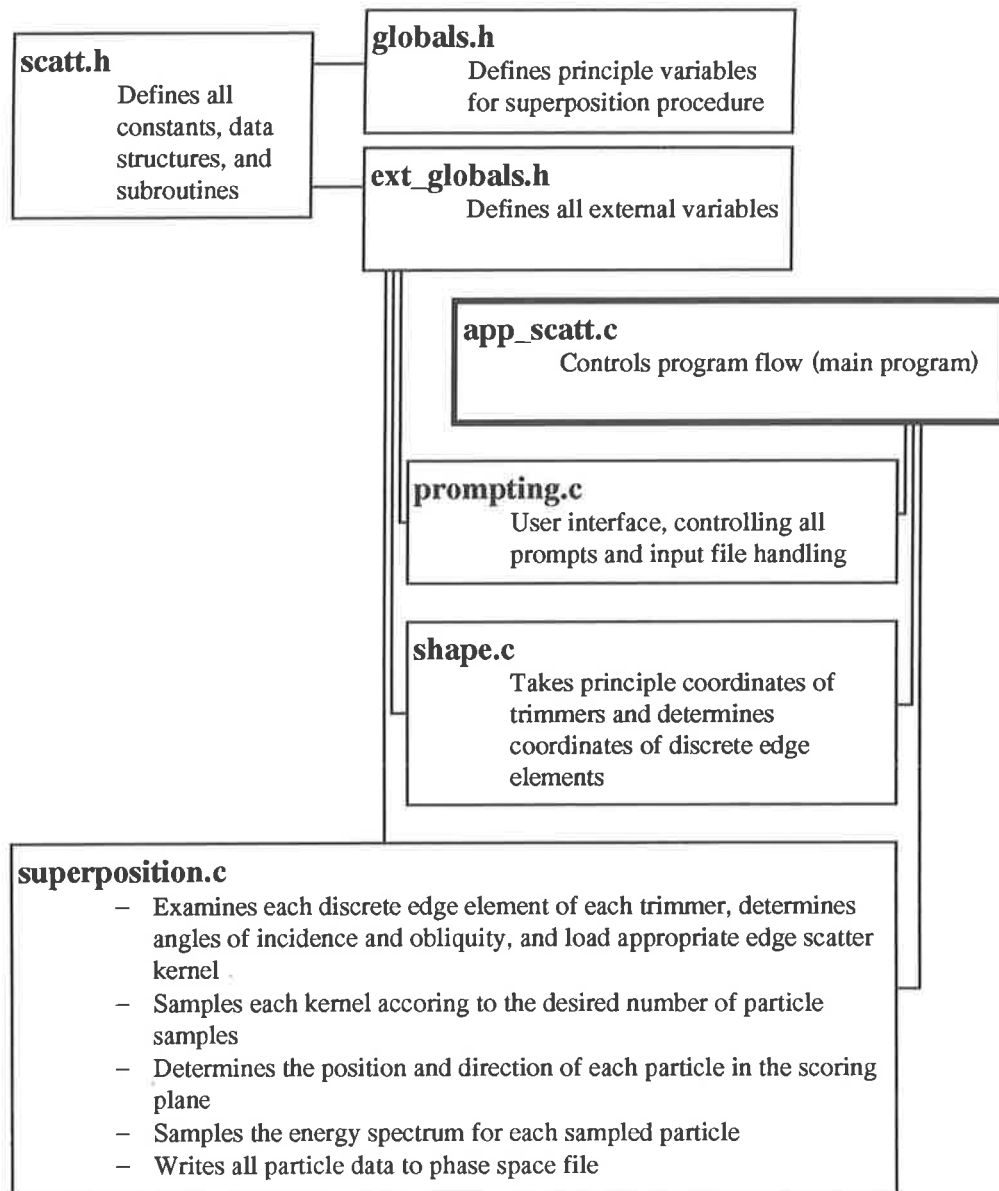 scatt.h
Defines all
constants, data
structures, and
subroutines
globals.h
Defines principle variables
for superposition procedure
ext_globals.h
Defines all external variables
app_scatt.c
Controls program flow (main program)
prompting.c
User interface, controlling all
prompts and input file handling
shape.c
Takes principle coordinates of
trimmers and determines
coordinates of discrete edge
elements
superposition.c
– Examines each discrete edge element of each trimmer, determines
angles of incidence and obliquity, and load appropriate edge scatter
kernel
– Samples each kernel accoring to the desired number of particle
samples
– Determines the position and direction of each particle in the scoring
plane
– Samples the energy spectrum for each sampled particle
– Writes all particle data to phase space file